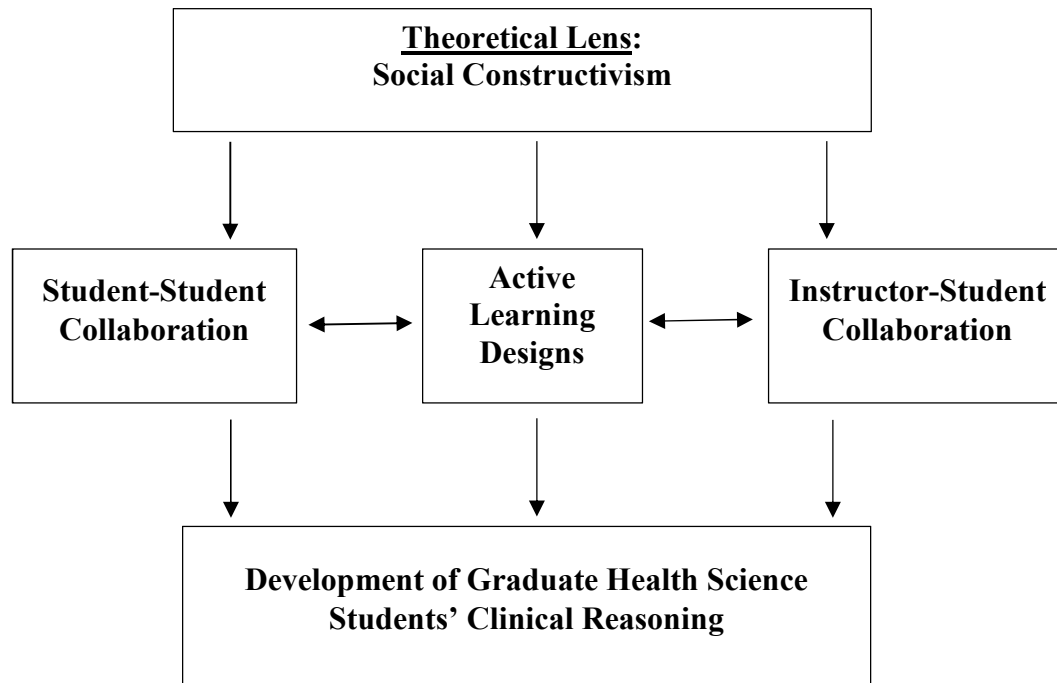 Theoretical Lens:
Social Constructivism
Student-Student
Collaboration
Active
Learning
Designs
Instructor-Student
Collaboration
Development of Graduate Health Science
Students’ Clinical Reasoning